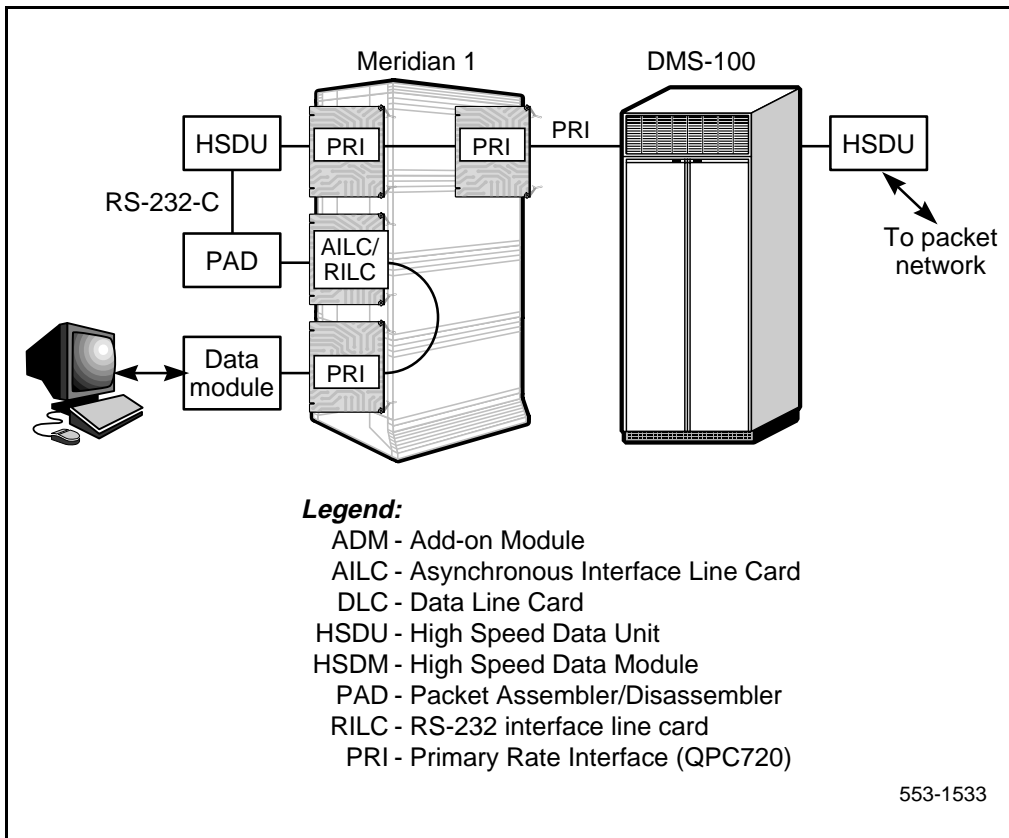 Meridian 1
DMS-100
HSDU
PRI
PRI
PRI
HSDU
RS-232-C
PAD
AILC/
RILC
To packet
network
Data
module
PRI
Legend:
ADM - Add-on Module
AILC - Asynchronous Interface Line Card
DLC - Data Line Card
HSDU - High Speed Data Unit
HSDM - High Speed Data Module
PAD - Packet Assembler/Disassembler
RILC - RS-232 interface line card
PRI - Primary Rate Interface (QPC720)
553-1533